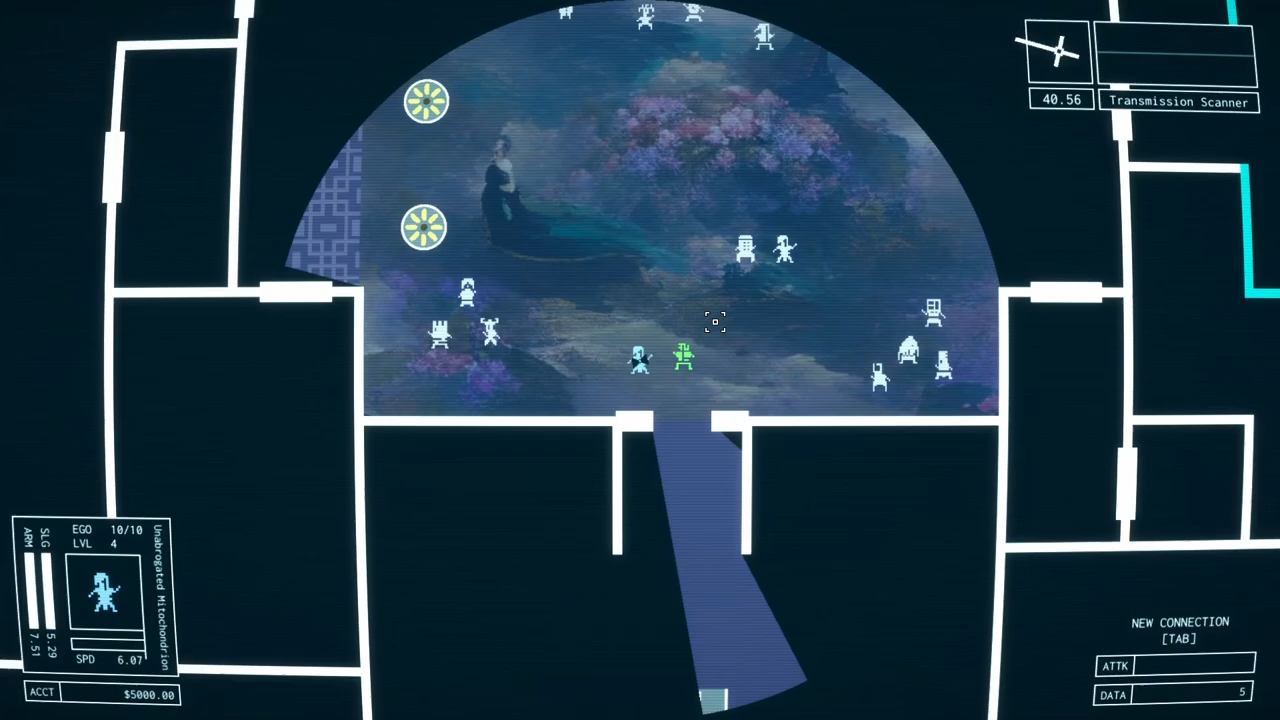 40.56
Transmission Scanner
ARM
SLG
EGO 10/10
LVL 4
Unabrogated Mitochondrion
7.51
5.29
SPD 6.07
ACCT $5000.00
NEW CONNECTION
[TAB]
ATTK
DATA 5